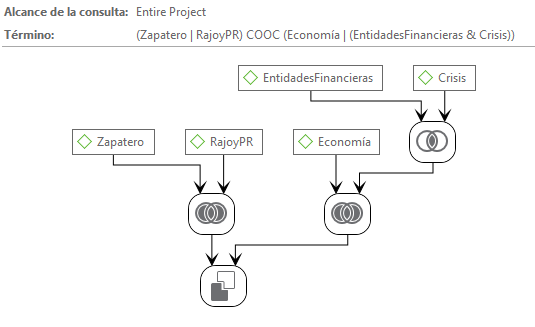 Alcance de la consulta: Entire Project
Término: (Zapatero | RajoyPR) COOC (Economía | (EntidadesFinancieras & Crisis))
EntidadesFinancieras Crisis
Zapatero RajoyPR Economía